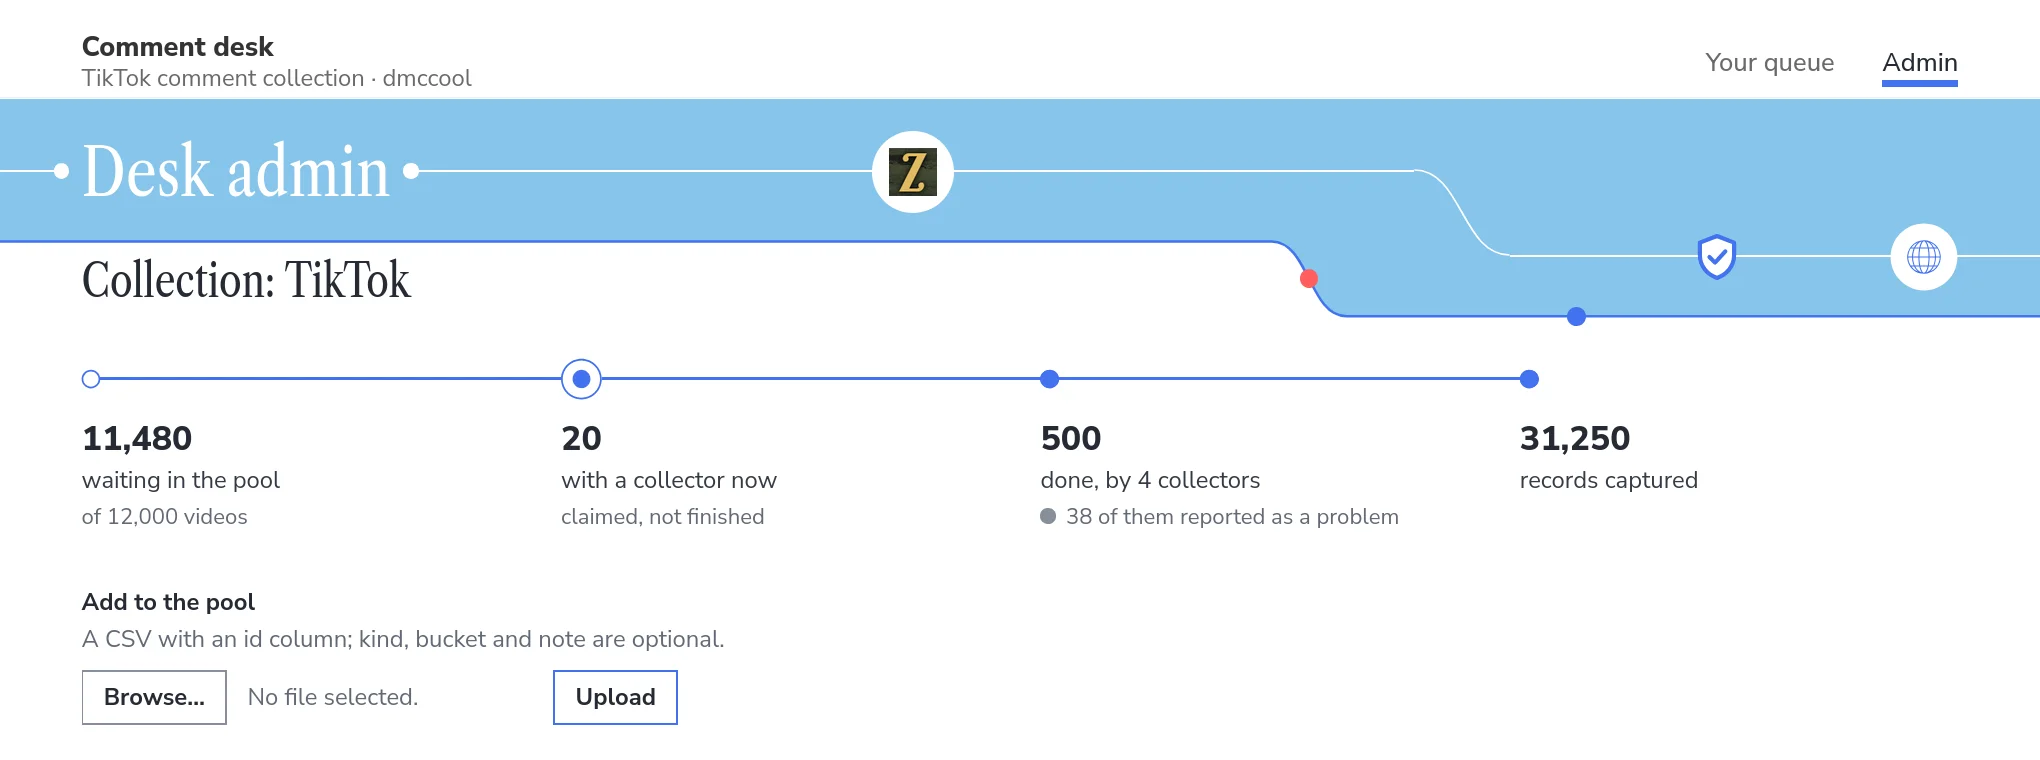 Comment desk
TikTok comment collection · dmccool
Your queue
Admin
Desk admin
Z
Collection: TikTok
11,480
waiting in the pool
of 12,000 videos
20
with a collector now
claimed, not finished
500
done, by 4 collectors
38 of them reported as a problem
31,250
records captured
Add to the pool
A CSV with an id column; kind, bucket and note are optional.
Browse...
No file selected.
Upload